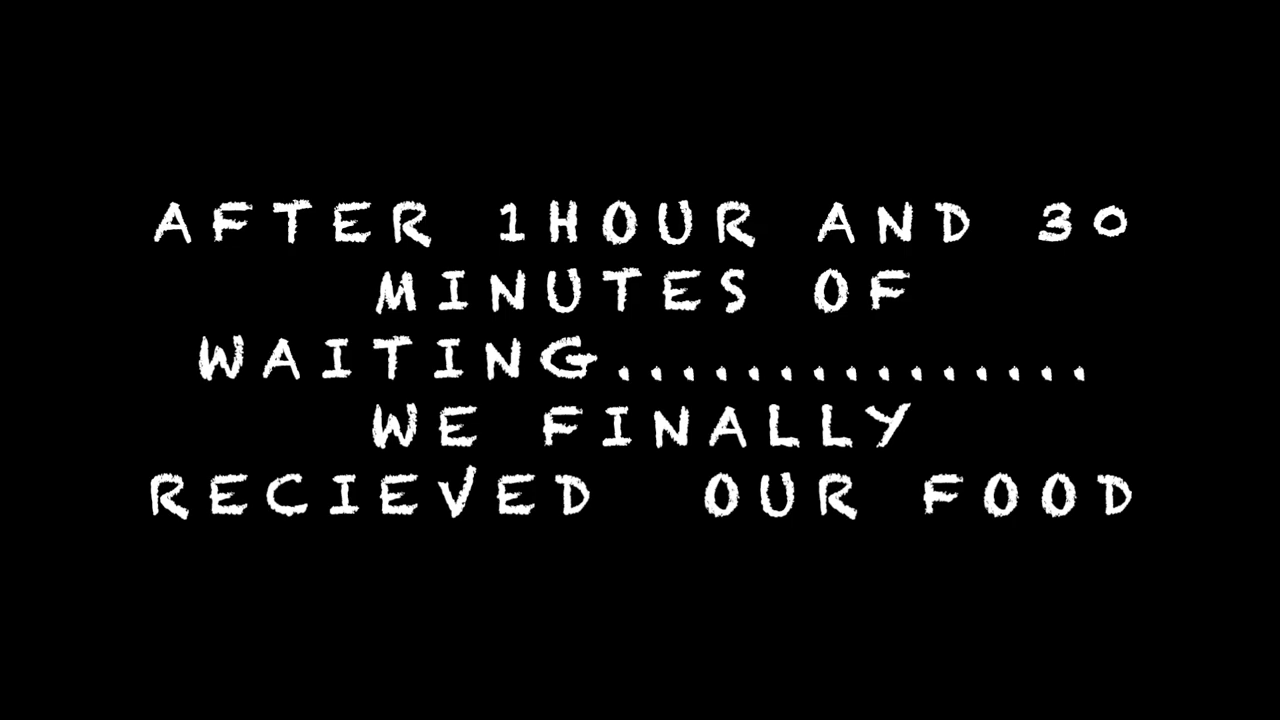 AFTER 1HOUR AND 30
MINUTES OF
WAITING...............
WE FINALLY
RECIEVED  OUR FOOD